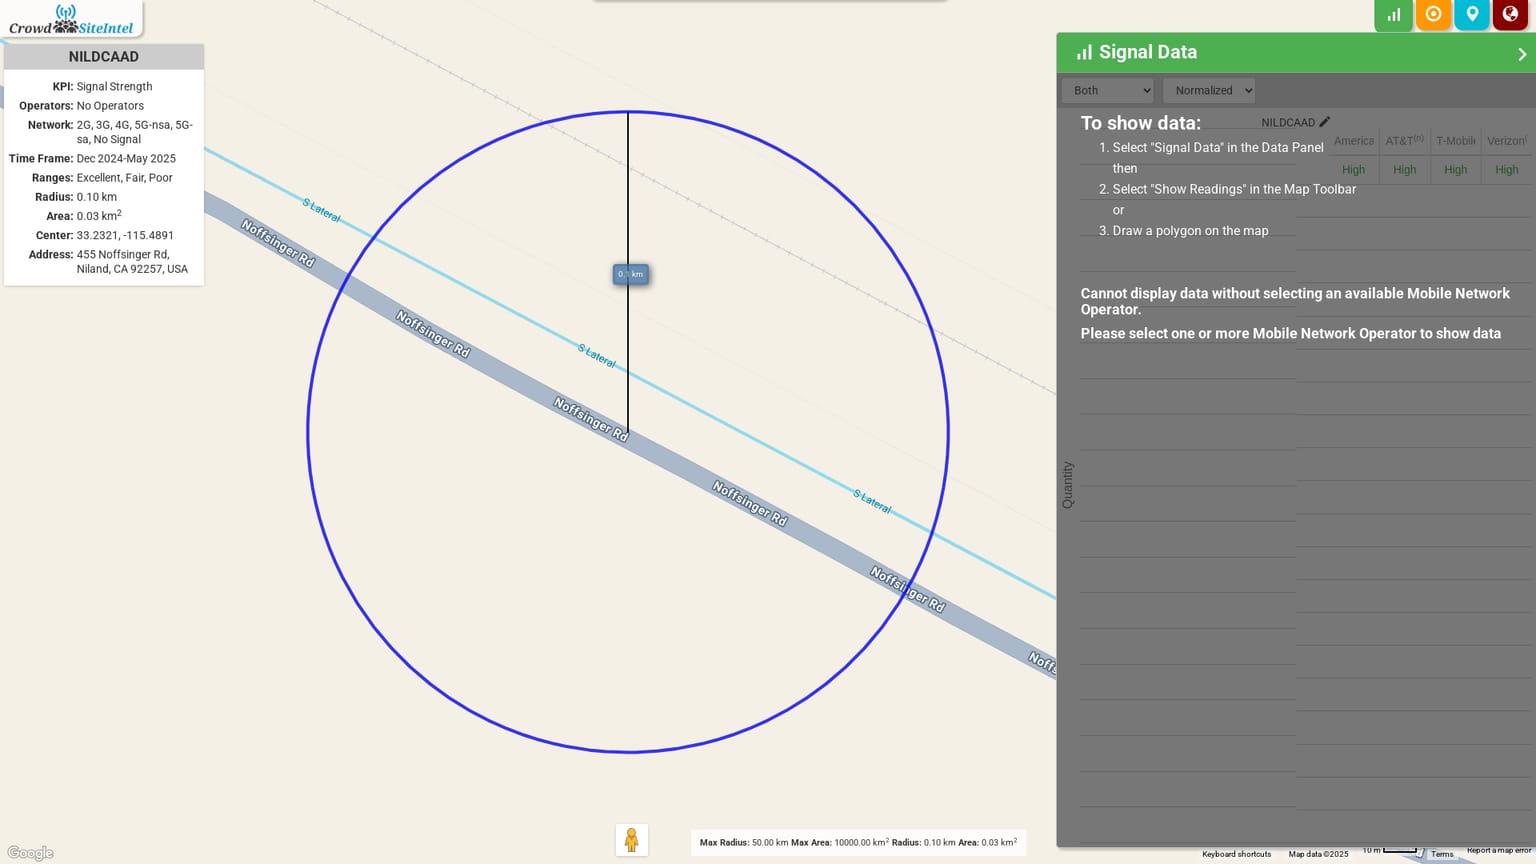 Crowd SiteIntel
NILDCAAD
KPI: Signal Strength
Operators: No Operators
Network: 2G, 3G, 4G, 5G-nsa, 5G-
sa, No Signal
Time Frame: Dec 2024-May 2025
Ranges: Excellent, Fair, Poor
Radius: 0.10 km
Area: 0.03 km²
Center: 33.2321, -115.4891
Address: 455 Noffsinger Rd,
Niland, CA 92257, USA
S Lateral
Noffsinger Rd
Noffsinger Rd
S Lateral
Noffsinger Rd
Noffsinger Rd
S Lateral
Noffsinger Rd
Noffs
0.1 km
Signal Data
Both
Normalized
To show data:
NILDCAAD
1. Select "Signal Data" in the Data Panel
then
2. Select "Show Readings" in the Map Toolbar
or
3. Draw a polygon on the map
America AT&T(n) T-Mobile Verizon(
High High High High
Cannot display data without selecting an available Mobile Network
Operator.
Please select one or more Mobile Network Operator to show data
Quantity
Max Radius: 50.00 km Max Area: 10000.00 km² Radius: 0.10 km Area: 0.03 km²
Google
Keyboard shortcuts Map data ©2025 10 m Terms Report a map error